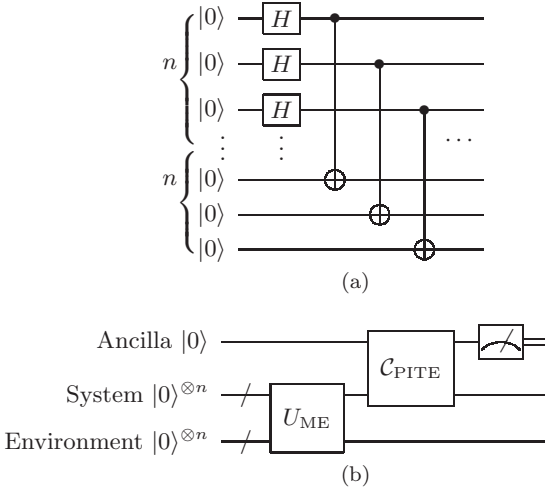 |0⟩ H
n |0⟩ H
|0⟩ H
⋮ ⋮ ⋯
n |0⟩
|0⟩
|0⟩
(a)
Ancilla |0⟩
𝒞_PITE
System |0⟩^⊗n
U_ME
Environment |0⟩^⊗n
(b)